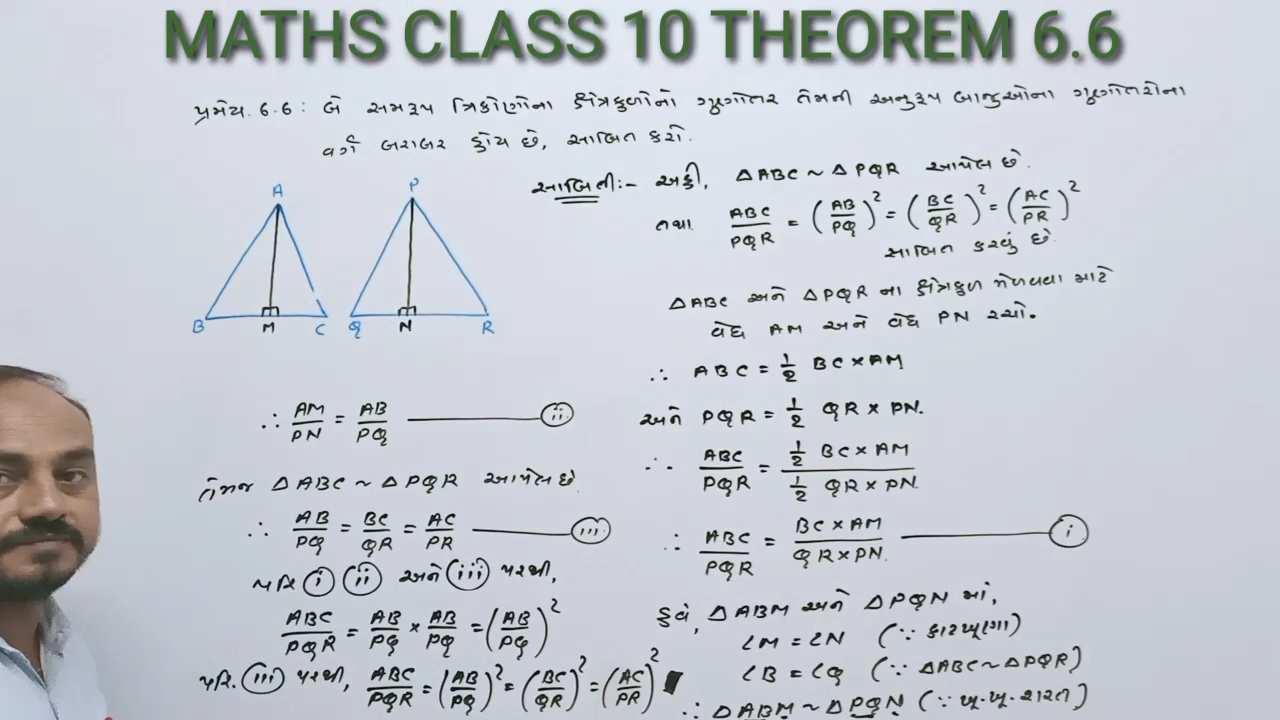 MATHS CLASS 10 THEOREM 6.6
પ્રમેય. 6.6 : બે સમરૂપ ત્રિકોણોના ક્ષેત્રફળોનો ગુણોત્તર તેમની અનુરૂપ બાજુઓના ગુણોત્તરોના
વર્ગ બરાબર હોય છે, સાબિત કરો.
A
B M C
P
Q N R
સાબિતી:- અહીં, △ABC ~ △PQR આપેલ છે.
તથા ABC/PQR = (AB/PQ)² = (BC/QR)² = (AC/PR)²
સાબિત કરવું છે.
△ABC અને △PQR ના ક્ષેત્રફળ મેળવવા માટે
વેધ AM અને વેધ PN રચો.
∴ ABC = 1/2 BC × AM
અને PQR = 1/2 QR × PN.
∴ ABC/PQR = (1/2 BC × AM)/(1/2 QR × PN)
∴ ABC/PQR = (BC × AM)/(QR × PN) — (i)
હવે, △ABM અને △PQN માં,
∠M = ∠N (∵ કાટખૂણા)
∠B = ∠Q (∵ △ABC ~ △PQR)
∴ △ABM ~ △PQN (∵ ખૂ.ખૂ. શરત)
∴ AM/PN = AB/PQ — (ii)
તેમજ △ABC ~ △PQR આપેલ છે.
∴ AB/PQ = BC/QR = AC/PR — (iii)
પરિ (i) (ii) અને (iii) પરથી,
ABC/PQR = AB/PQ × AB/PQ = (AB/PQ)²
પરિ. (iii) પરથી, ABC/PQR = (AB/PQ)² = (BC/QR)² = (AC/PR)²